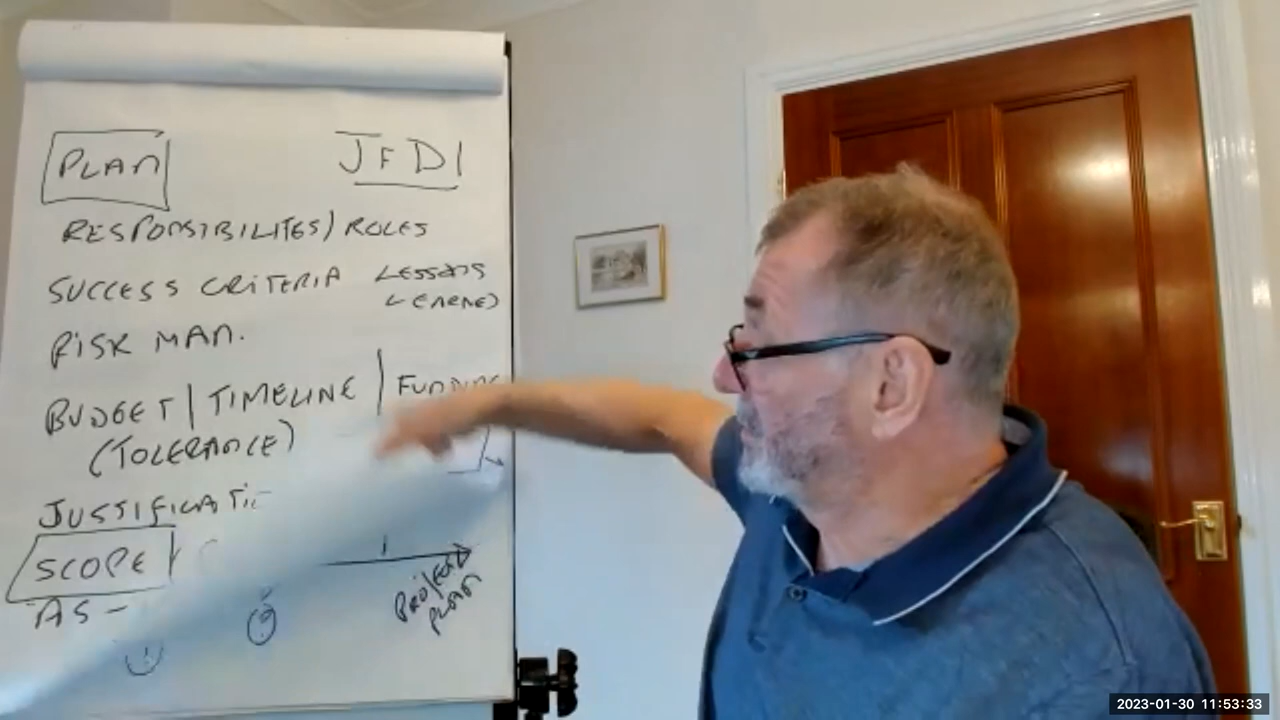 PLAN JFDI
RESPONSIBILITES) ROLES
SUCCESS CRITERIA LESSONS
LEARNED
RISK MAN.
BUDGET | TIMELINE |
(TOLERANCE)
SCOPE
AS -
PROJECT
PLAN
2023-01-30 11:53:33